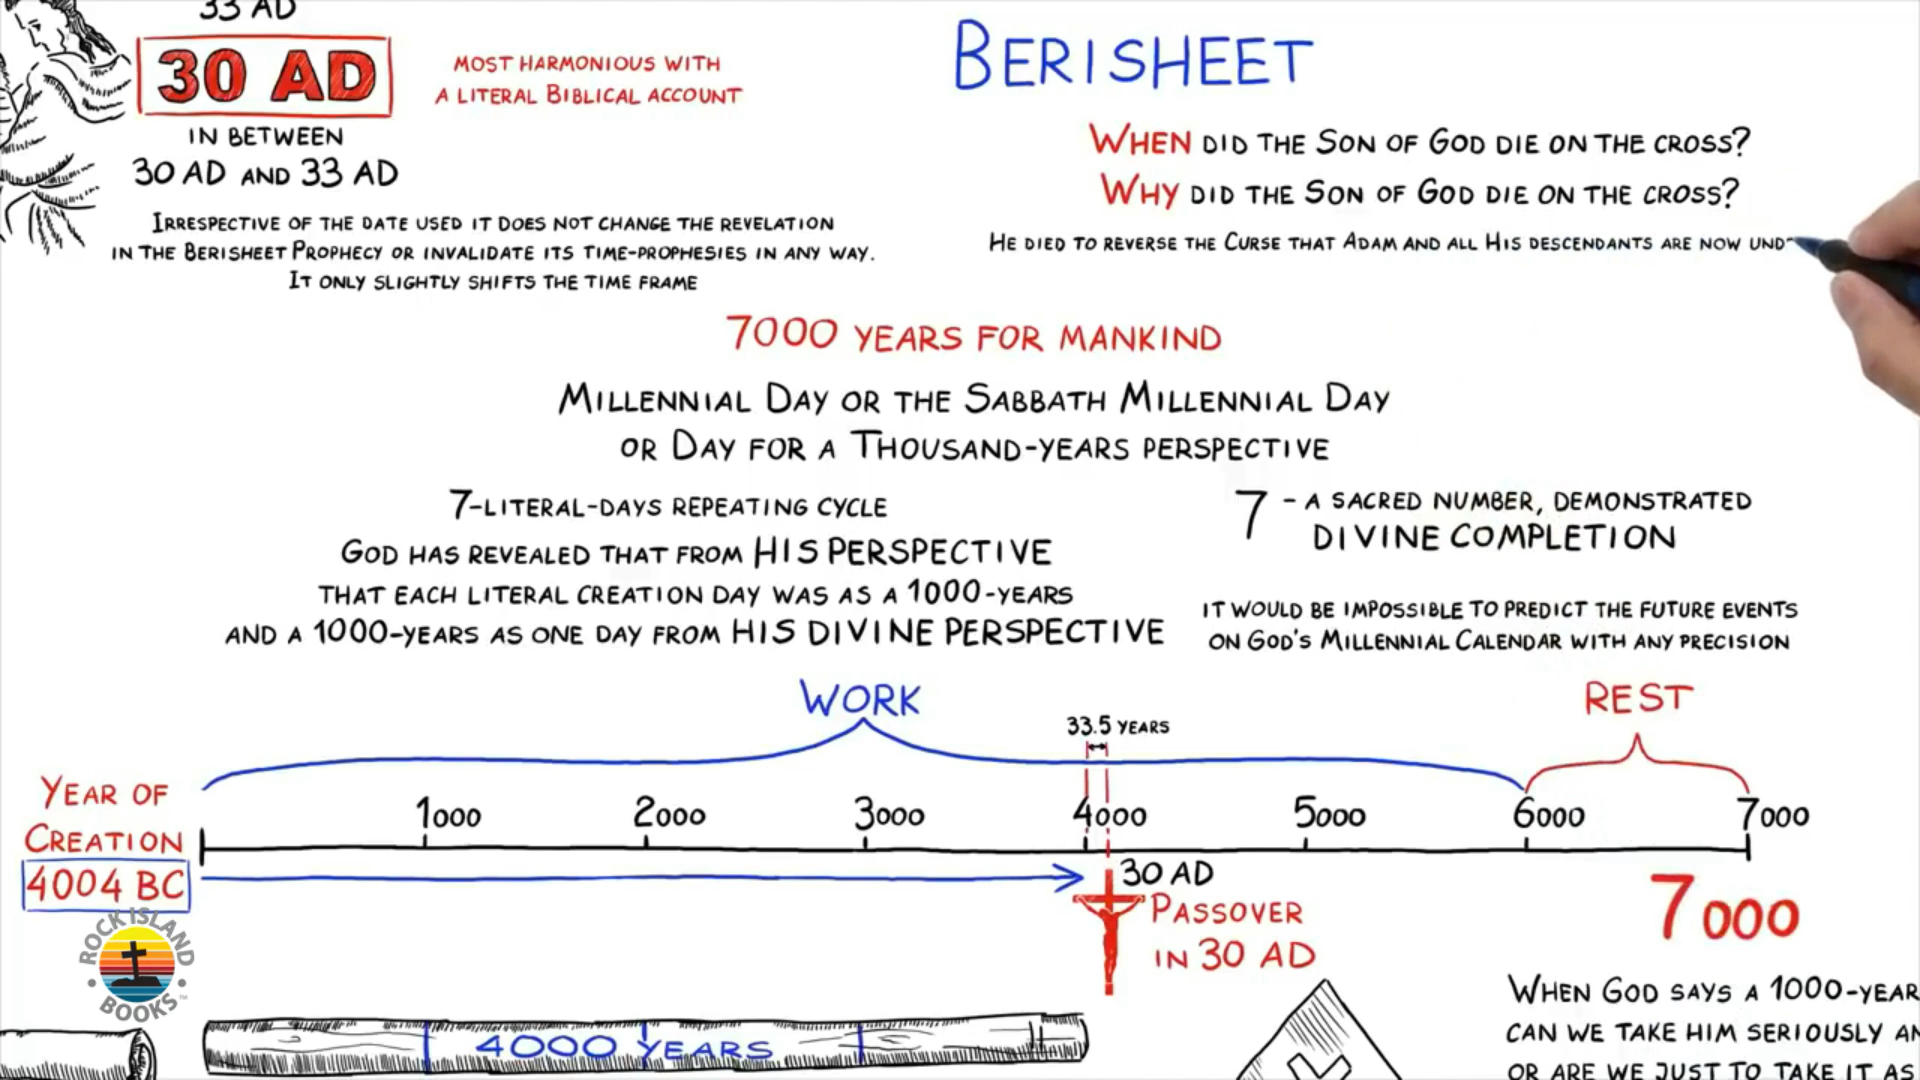 33 AD
30 AD
MOST HARMONIOUS WITH
A LITERAL BIBLICAL ACCOUNT
IN BETWEEN
30 AD AND 33 AD
IRRESPECTIVE OF THE DATE USED IT DOES NOT CHANGE THE REVELATION
IN THE BERISHEET PROPHECY OR INVALIDATE ITS TIME-PROPHESIES IN ANY WAY.
IT ONLY SLIGHTLY SHIFTS THE TIME FRAME
BERISHEET
WHEN DID THE SON OF GOD DIE ON THE CROSS?
WHY DID THE SON OF GOD DIE ON THE CROSS?
HE DIED TO REVERSE THE CURSE THAT ADAM AND ALL HIS DESCENDANTS ARE NOW UND
7000 YEARS FOR MANKIND
MILLENNIAL DAY OR THE SABBATH MILLENNIAL DAY
OR DAY FOR A THOUSAND-YEARS PERSPECTIVE
7-LITERAL-DAYS REPEATING CYCLE
GOD HAS REVEALED THAT FROM HIS PERSPECTIVE
THAT EACH LITERAL CREATION DAY WAS AS A 1000-YEARS
AND A 1000-YEARS AS ONE DAY FROM HIS DIVINE PERSPECTIVE
7 - A SACRED NUMBER, DEMONSTRATED
DIVINE COMPLETION
IT WOULD BE IMPOSSIBLE TO PREDICT THE FUTURE EVENTS
ON GOD'S MILLENNIAL CALENDAR WITH ANY PRECISION
WORK
REST
33.5 YEARS
YEAR OF
CREATION
4004 BC
1000 2000 3000 4000 5000 6000 7000
30 AD
PASSOVER
IN 30 AD
7000
ROCK ISLAND
BOOKS™
4000 YEARS
WHEN GOD SAYS A 1000-YEAR
CAN WE TAKE HIM SERIOUSLY AN
OR ARE WE JUST TO TAKE IT AS